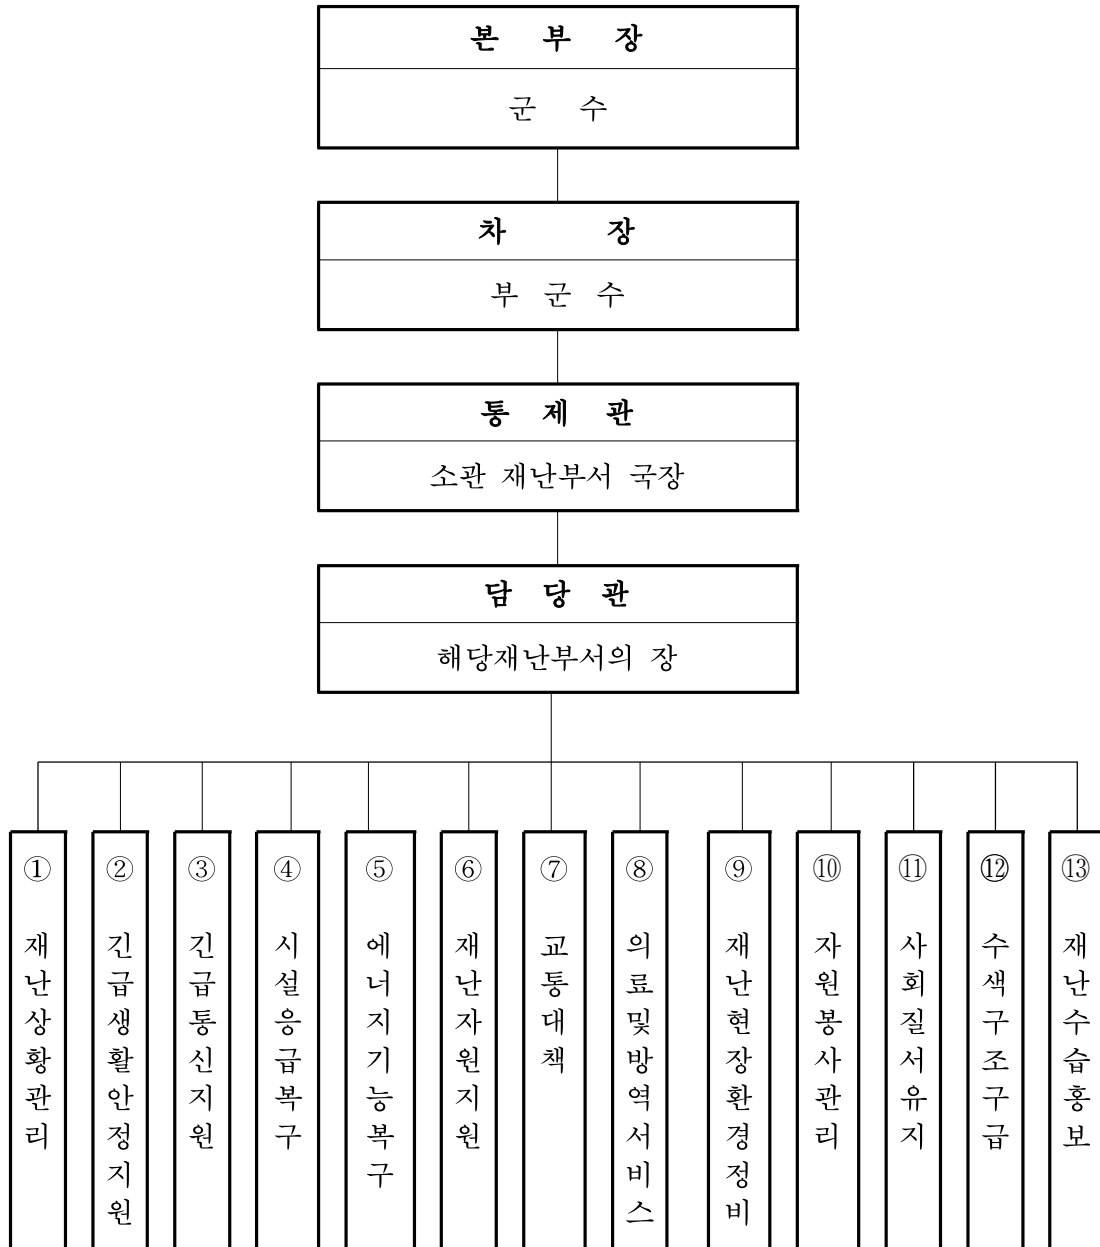 본 부 장
군 수
차 장
부 군 수
통 제 관
소관 재난부서 국장
담 당 관
해당재난부서의 장
① 재난상황관리
② 긴급생활안정지원
③ 긴급통신지원
④ 시설응급복구
⑤ 에너지기능복구
⑥ 재난자원지원
⑦ 교통대책
⑧ 의료및방역서비스
⑨ 재난현장환경정비
⑩ 자원봉사관리
⑪ 사회질서유지
⑫ 수색구조구급
⑬ 재난수습홍보